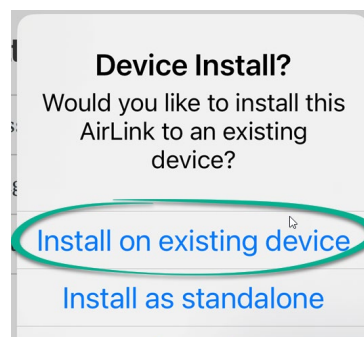 Device Install?
Would you like to install this
AirLink to an existing
device?
Install on existing device
Install as standalone